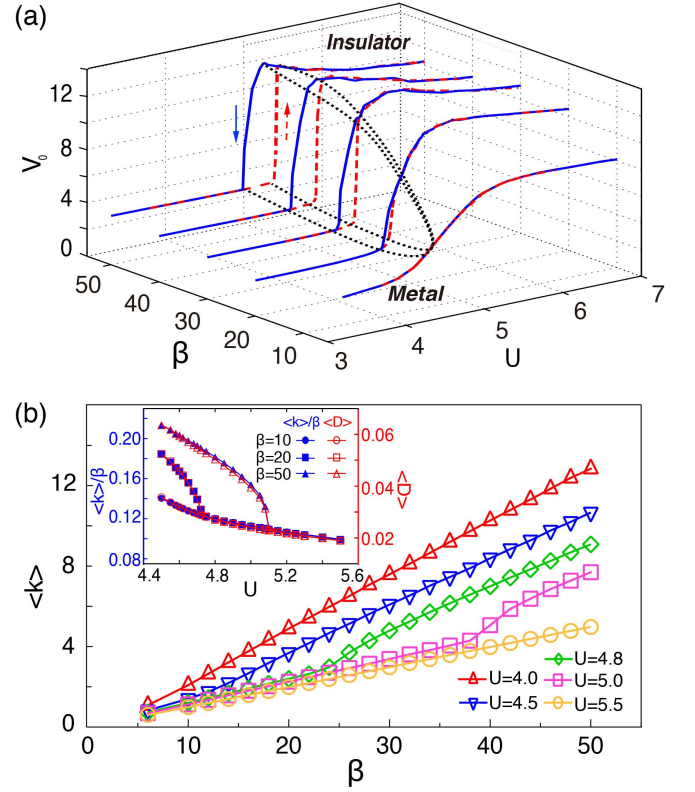 (a)
Insulator
12
8
4
0
V₀
50
40
30
20
10
β
Metal
3
4
5
6
7
U
(b)
<k>
12
8
4
0
0
10
20
30
40
50
β
<k>/β
0.20
0.16
0.12
0.08
<k>/β <D>
β=10
β=20
β=50
0.06
0.04
0.02
<D>
4.4
4.8
5.2
5.6
U
U=4.0
U=4.5
U=4.8
U=5.0
U=5.5